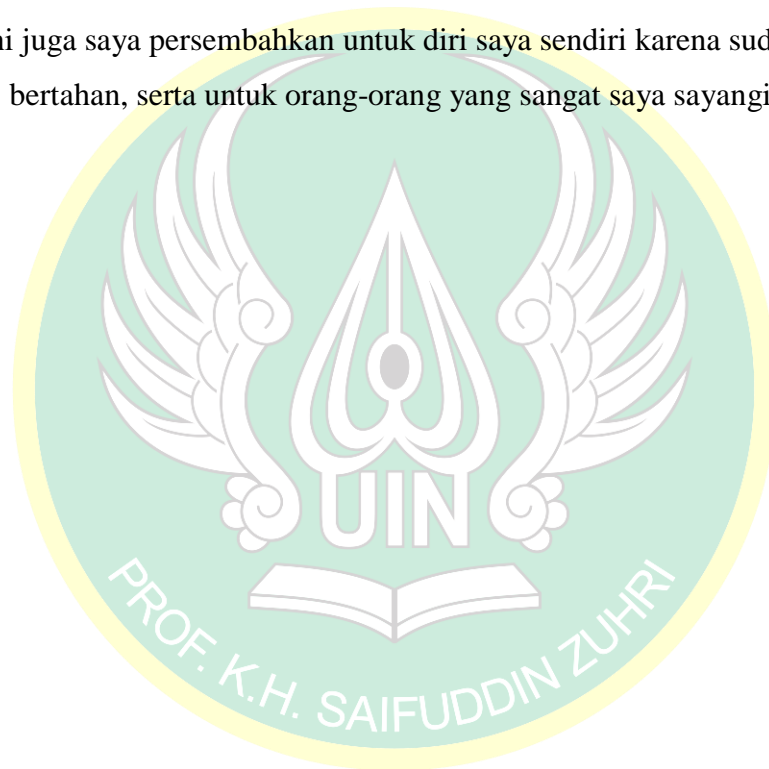 ni juga saya persembahkan untuk diri saya sendiri karena sud
bertahan, serta untuk orang-orang yang sangat saya sayangi
UIN
PROF. K.H. SAIFUDDIN ZUHRI